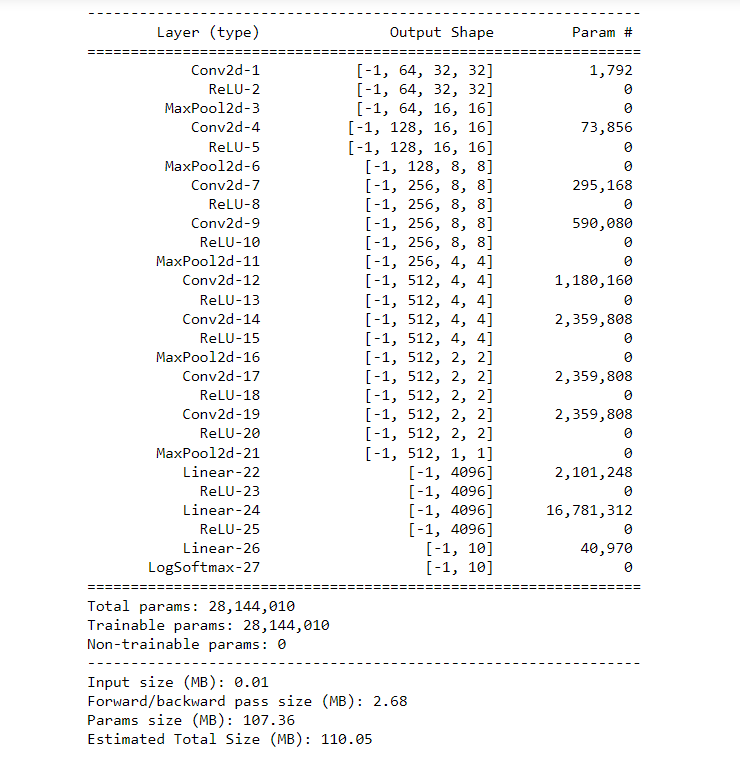 ----------------------------------------------------------------
Layer (type) Output Shape Param #
================================================================
Conv2d-1 [-1, 64, 32, 32] 1,792
ReLU-2 [-1, 64, 32, 32] 0
MaxPool2d-3 [-1, 64, 16, 16] 0
Conv2d-4 [-1, 128, 16, 16] 73,856
ReLU-5 [-1, 128, 16, 16] 0
MaxPool2d-6 [-1, 128, 8, 8] 0
Conv2d-7 [-1, 256, 8, 8] 295,168
ReLU-8 [-1, 256, 8, 8] 0
Conv2d-9 [-1, 256, 8, 8] 590,080
ReLU-10 [-1, 256, 8, 8] 0
MaxPool2d-11 [-1, 256, 4, 4] 0
Conv2d-12 [-1, 512, 4, 4] 1,180,160
ReLU-13 [-1, 512, 4, 4] 0
Conv2d-14 [-1, 512, 4, 4] 2,359,808
ReLU-15 [-1, 512, 4, 4] 0
MaxPool2d-16 [-1, 512, 2, 2] 0
Conv2d-17 [-1, 512, 2, 2] 2,359,808
ReLU-18 [-1, 512, 2, 2] 0
Conv2d-19 [-1, 512, 2, 2] 2,359,808
ReLU-20 [-1, 512, 2, 2] 0
MaxPool2d-21 [-1, 512, 1, 1] 0
Linear-22 [-1, 4096] 2,101,248
ReLU-23 [-1, 4096] 0
Linear-24 [-1, 4096] 16,781,312
ReLU-25 [-1, 4096] 0
Linear-26 [-1, 10] 40,970
LogSoftmax-27 [-1, 10] 0
================================================================
Total params: 28,144,010
Trainable params: 28,144,010
Non-trainable params: 0
----------------------------------------------------------------
Input size (MB): 0.01
Forward/backward pass size (MB): 2.68
Params size (MB): 107.36
Estimated Total Size (MB): 110.05